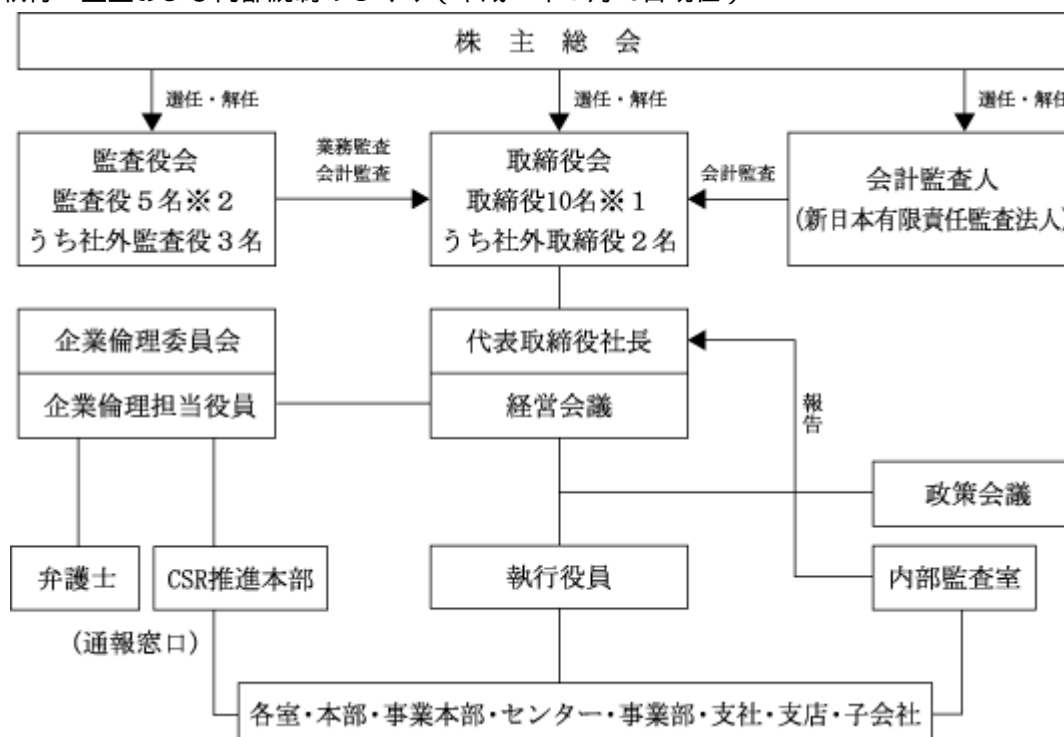 株主総会
選任・解任
選任・解任
選任・解任
監査役会
監査役5名※2
うち社外監査役3名
業務監査
会計監査
取締役会
取締役10名※1
うち社外取締役2名
会計監査
会計監査人
(新日本有限責任監査法人)
企業倫理委員会
企業倫理担当役員
代表取締役社長
経営会議
報告
政策会議
弁護士
CSR推進本部
(通報窓口)
執行役員
内部監査室
各室・本部・事業本部・センター・事業部・支社・支店・子会社